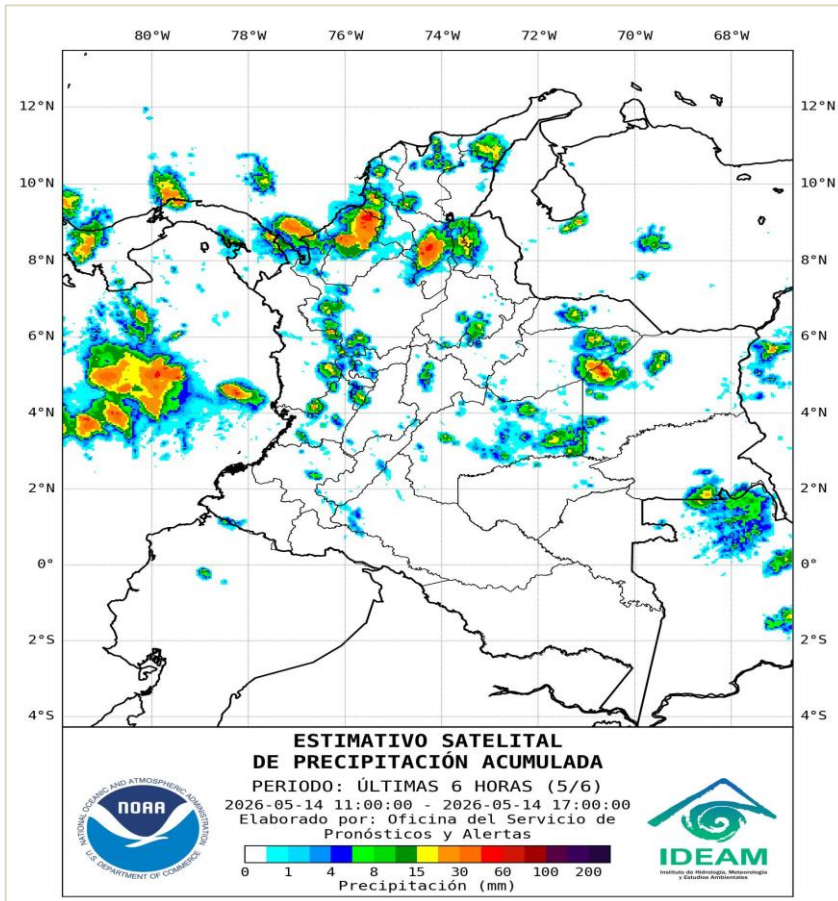 80°W 78°W 76°W 74°W 72°W 70°W 68°W
12°N 12°N
10°N 10°N
8°N 8°N
6°N 6°N
4°N 4°N
2°N 2°N
0° 0°
2°S 2°S
4°S 4°S
ESTIMATIVO SATELITAL
DE PRECIPITACIÓN ACUMULADA
PERIODO: ÚLTIMAS 6 HORAS (5/6)
2026-05-14 11:00:00 - 2026-05-14 17:00:00
Elaborado por: Oficina del Servicio de
Pronósticos y Alertas
0 1 4 8 15 30 60 100 200
Precipitación (mm)
NATIONAL OCEANIC AND ATMOSPHERIC ADMINISTRATION
NOAA
U.S. DEPARTMENT OF COMMERCE
IDEAM
Instituto de Hidrología, Meteorología
y Estudios Ambientales